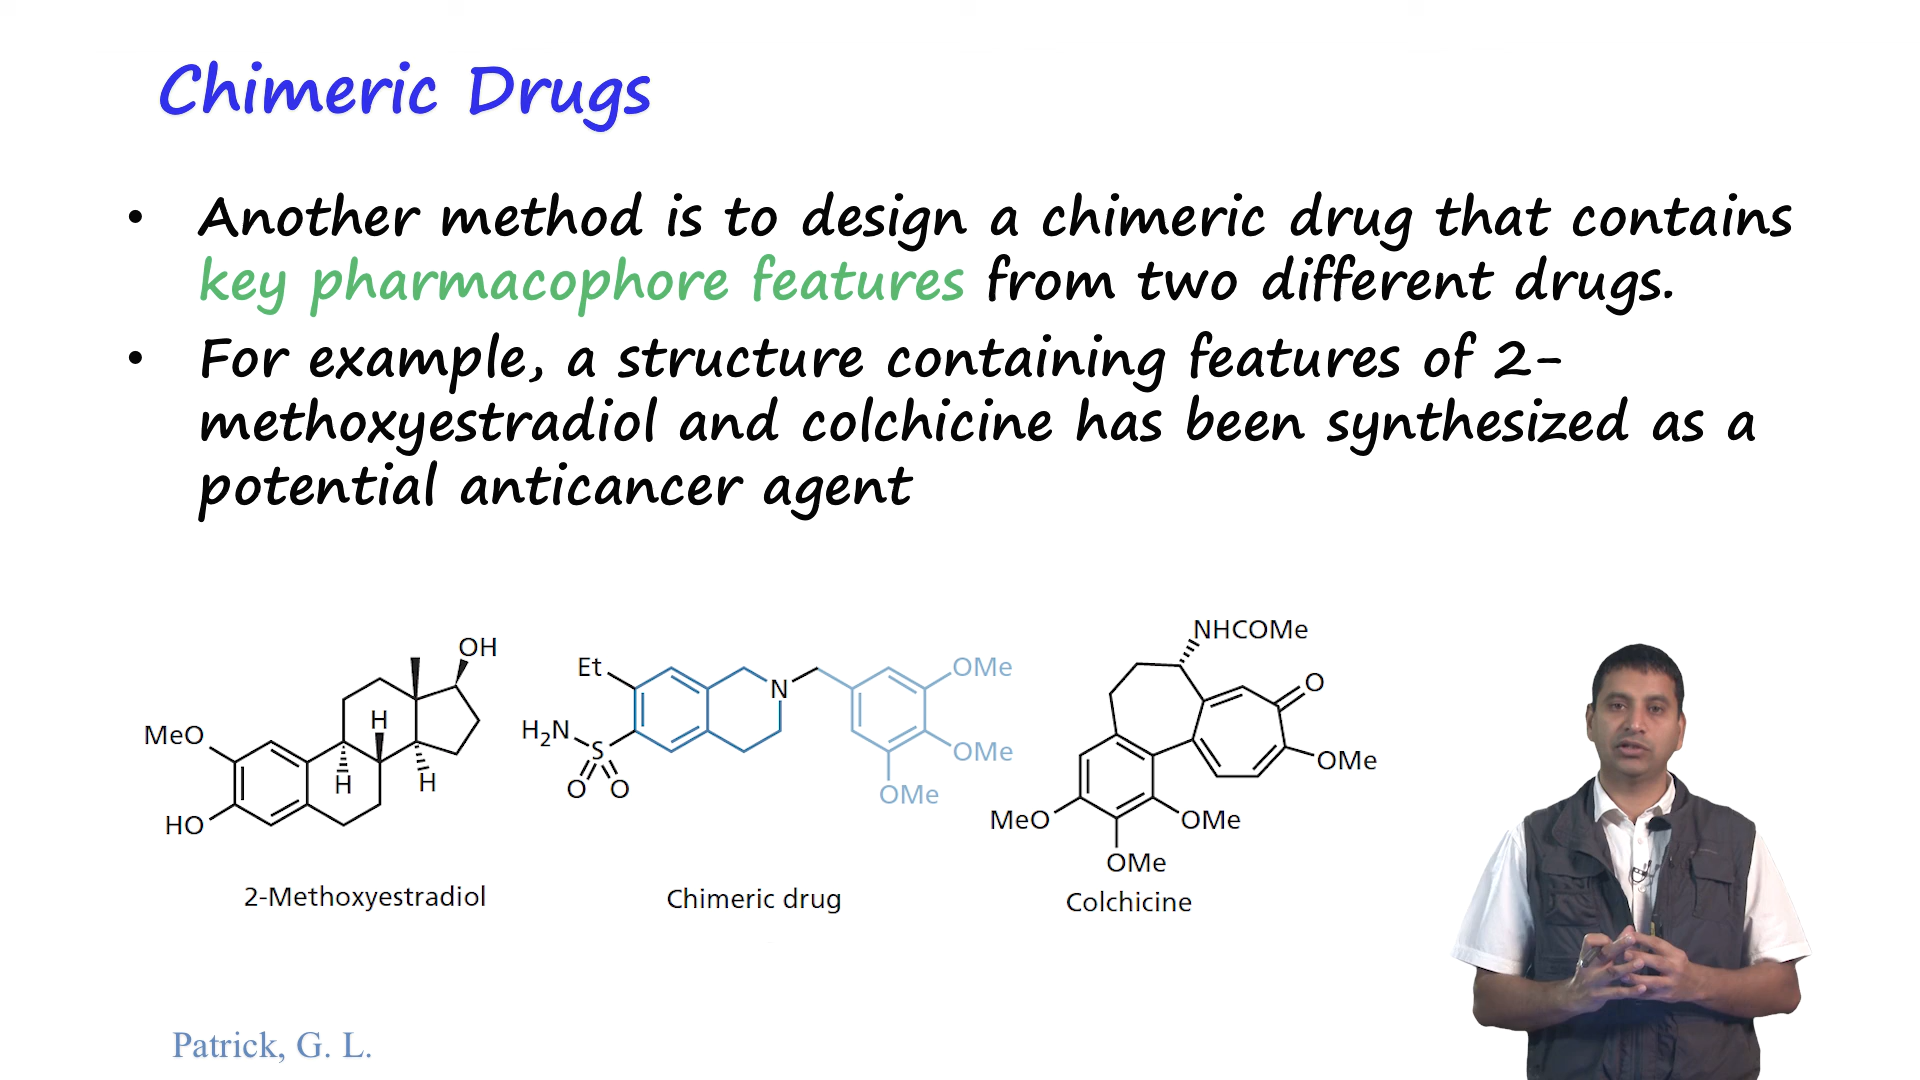 Chimeric Drugs
• Another method is to design a chimeric drug that contains
key pharmacophore features from two different drugs.
• For example, a structure containing features of 2-
methoxyestradiol and colchicine has been synthesized as a
potential anticancer agent
OH
MeO
H
H
H
HO
2-Methoxyestradiol
Et
N
OMe
H₂N
S
OMe
O O
OMe
Chimeric drug
NHCOMe
O
OMe
MeO
OMe
OMe
Colchicine
Patrick, G. L.